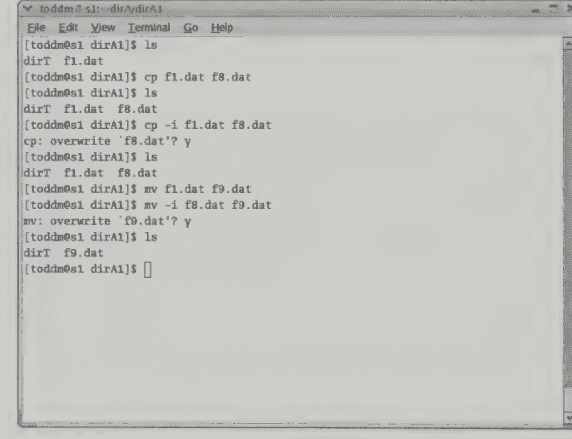 toddm@s1:~/dirA/dirA1
File Edit View Terminal Go Help
[toddm@s1 dirA1]$ ls
dirT f1.dat
[toddm@s1 dirA1]$ cp f1.dat f8.dat
[toddm@s1 dirA1]$ ls
dirT f1.dat f8.dat
[toddm@s1 dirA1]$ cp -i f1.dat f8.dat
cp: overwrite `f8.dat'? y
[toddm@s1 dirA1]$ ls
dirT f1.dat f8.dat
[toddm@s1 dirA1]$ mv f1.dat f9.dat
[toddm@s1 dirA1]$ mv -i f8.dat f9.dat
mv: overwrite `f9.dat'? y
[toddm@s1 dirA1]$ ls
dirT f9.dat
[toddm@s1 dirA1]$